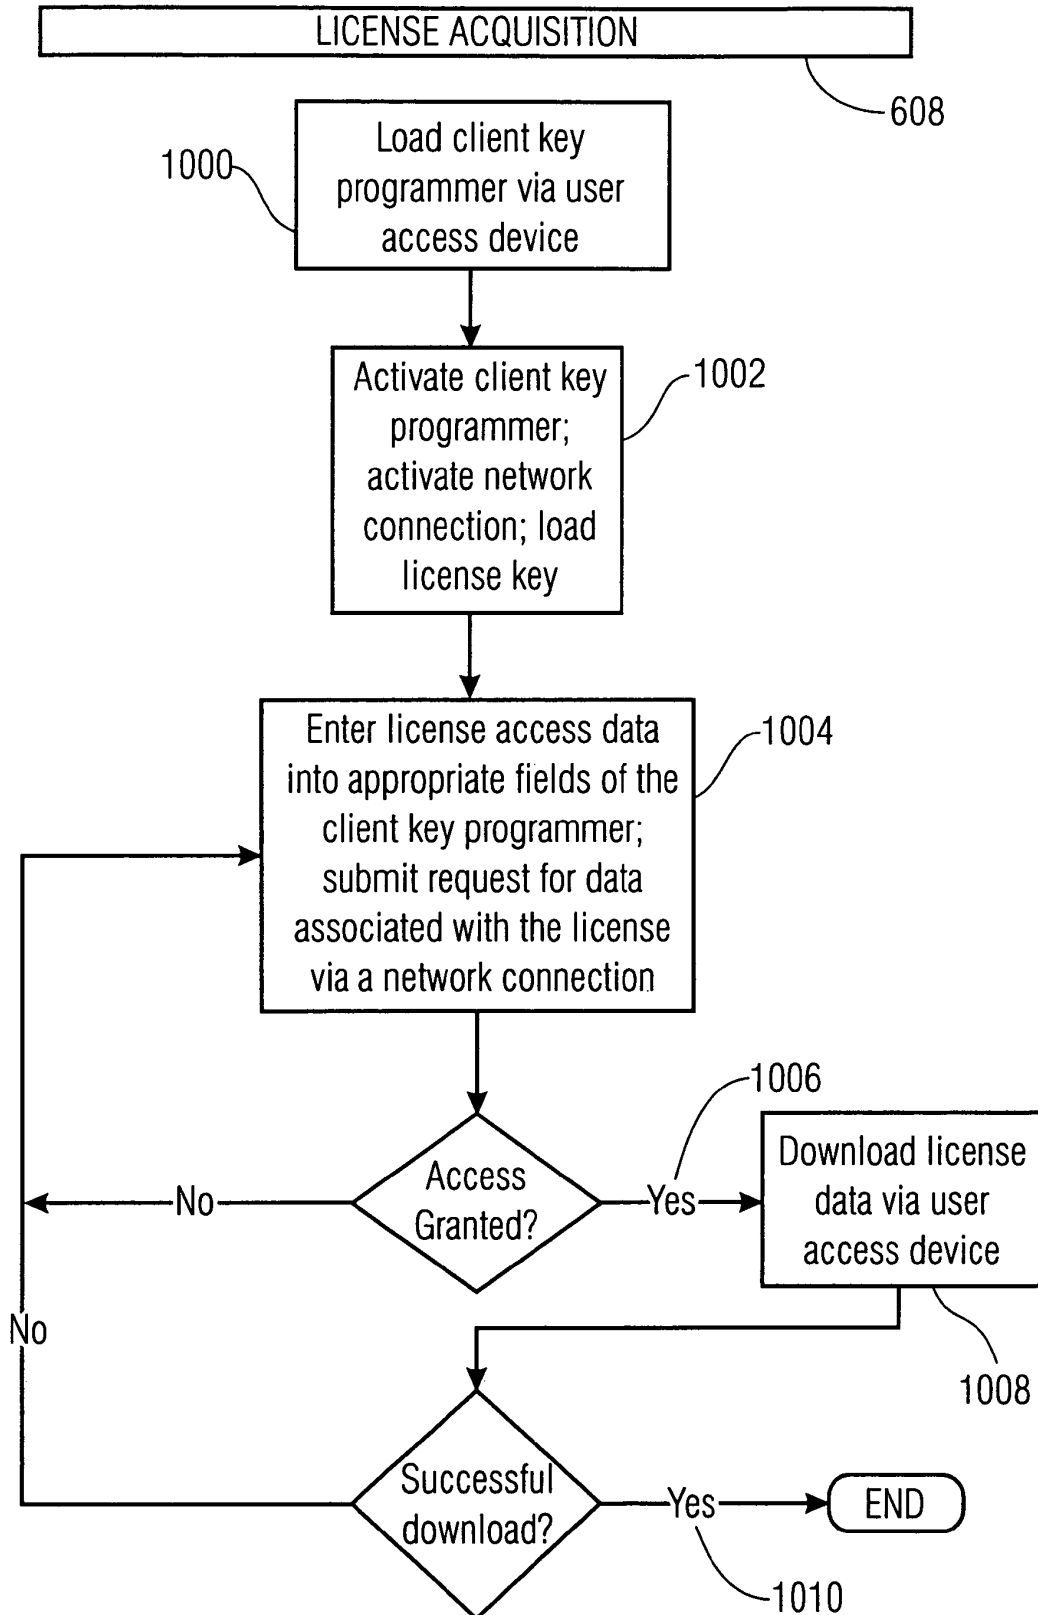 LICENSE ACQUISITION
608
1000
Load client key
programmer via user
access device
1002
Activate client key
programmer;
activate network
connection; load
license key
1004
Enter license access data
into appropriate fields of the
client key programmer;
submit request for data
associated with the license
via a network connection
1006
Access
Granted?
No
Yes
Download license
data via user
access device
1008
No
Successful
download?
Yes
END
1010